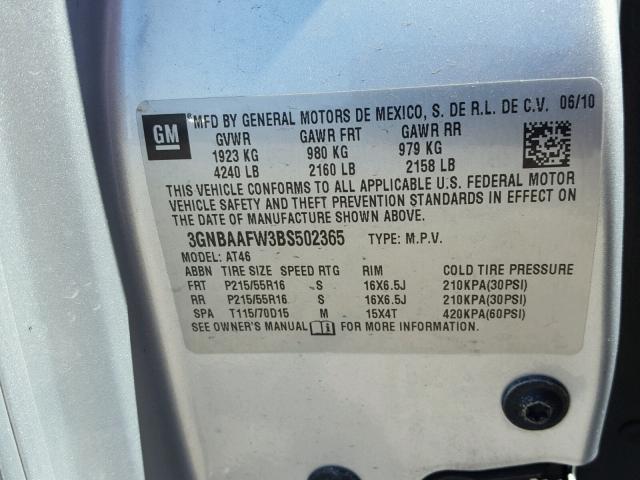 GM
*MFD BY GENERAL MOTORS DE MEXICO, S. DE R.L. DE C.V. 06/10
GVWR GAWR FRT GAWR RR
1923 KG 980 KG 979 KG
4240 LB 2160 LB 2158 LB
THIS VEHICLE CONFORMS TO ALL APPLICABLE U.S. FEDERAL MOTOR
VEHICLE SAFETY AND THEFT PREVENTION STANDARDS IN EFFECT ON
THE DATE OF MANUFACTURE SHOWN ABOVE.
3GNBAAFW3BS502365 TYPE: M.P.V.
MODEL: AT46
ABBN TIRE SIZE SPEED RTG RIM COLD TIRE PRESSURE
FRT P215/55R16 S 16X6.5J 210KPA(30PSI)
RR P215/55R16 S 16X6.5J 210KPA(30PSI)
SPA T115/70D15 M 15X4T 420KPA(60PSI)
SEE OWNER'S MANUAL FOR MORE INFORMATION.